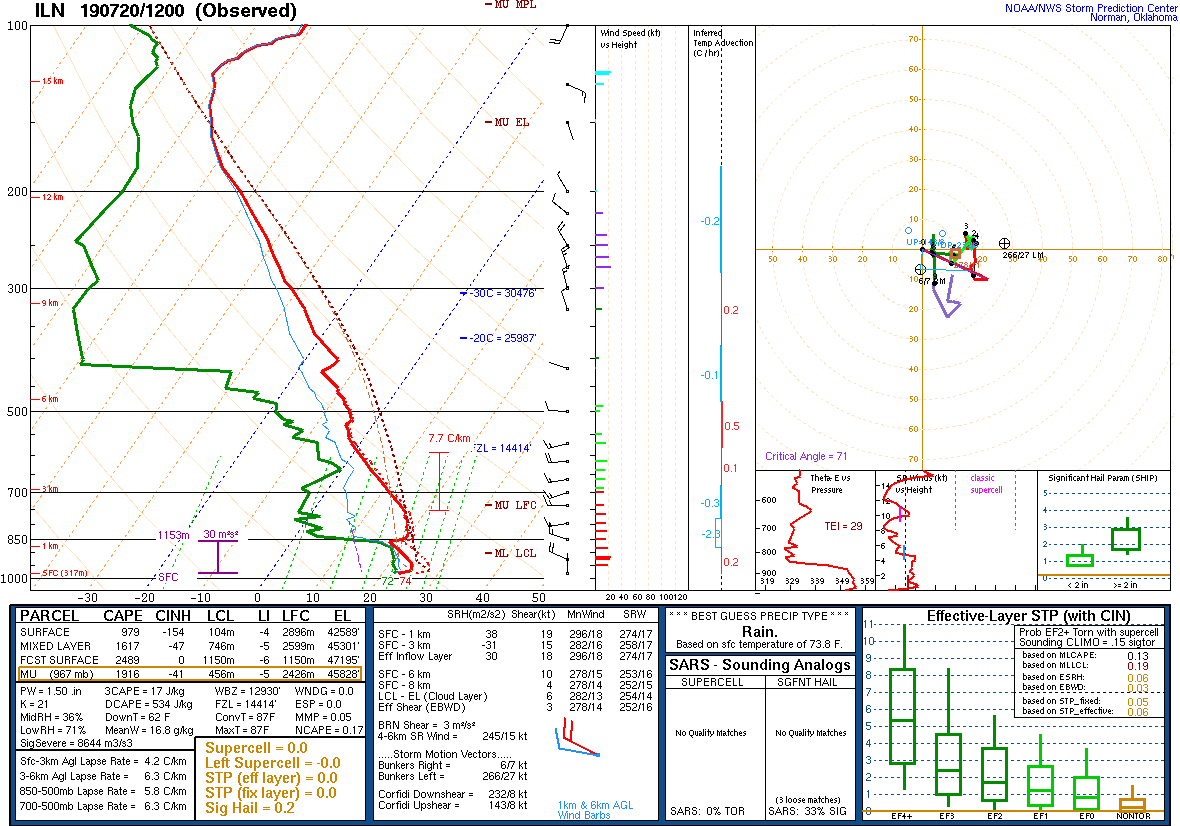 ILN 190720/1200 (Observed)
MU MPL
NOAA/NWS Storm Prediction Center
Norman, Oklahoma
100
15 km
MU EL
200
12 km
300
9 km
-30C = 30476'
-20C = 25987'
6 km
500
7.7 C/km
FZL = 14414'
3 km
700
MU LFC
1153m
30 m²s²
850
1 km
ML LCL
SFC (317m)
SFC
1000
72 74
-30 -20 -10 0 10 20 30 40 50
Wind Speed (kt)
vs Height
20 40 60 80 100120
Inferred
Temp Advection
(C / hr)
-0.2
0.2
-0.1
0.5
0.1
-0.3
-2.3
0.2
70
60
50
40
30
20
10
50 40 30 20 10 10 20 30 40 50 60 70 80
266/27 LM
10
20
30
40
50
60
70
Critical Angle = 71
Theta-E vs
Pressure
600
700
800
900
TEI = 29
319 329 339 349 359
SR Winds (kt)
vs Height
classic
supercell
14
12
10
8
6
4
2
Significant Hail Param (SHIP)
5
4
3
2
1
0
< 2 in >= 2 in
PARCEL CAPE CINH LCL LI LFC EL
SURFACE 979 -154 104m -4 2896m 42589'
MIXED LAYER 1617 -47 746m -5 2599m 45301'
FCST SURFACE 2489 0 1150m -6 1150m 47195'
MU (967 mb) 1916 -41 456m -5 2426m 45828'
PW = 1.50 .in 3CAPE = 17 J/kg WBZ = 12930' WNDG = 0.0
K = 21 DCAPE = 534 J/kg FZL = 14414' ESP = 0.0
MidRH = 36% DownT = 62 F ConvT = 87F MMP = 0.05
LowRH = 71% MeanW = 16.8 g/kg MaxT = 87F NCAPE = 0.17
SigSevere = 8644 m3/s3
Sfc-3km Agl Lapse Rate = 4.2 C/km
3-6km Agl Lapse Rate = 6.3 C/km
850-500mb Lapse Rate = 5.8 C/km
700-500mb Lapse Rate = 6.3 C/km
Supercell = 0.0
Left Supercell = -0.0
STP (eff layer) = 0.0
STP (fix layer) = 0.0
Sig Hail = 0.2
SRH(m2/s2) Shear(kt) MnWind SRW
SFC - 1 km 38 19 296/18 274/17
SFC - 3 km -31 15 282/16 258/17
Eff Inflow Layer 30 18 296/18 274/17
SFC - 6 km 10 278/15 253/16
SFC - 8 km 4 278/14 252/15
LCL - EL (Cloud Layer) 6 282/13 254/14
Eff Shear (EBWD) 3 278/14 252/16
BRN Shear = 3 m²/s²
4-6km SR Wind = 245/15 kt
.....Storm Motion Vectors.....
Bunkers Right = 6/7 kt
Bunkers Left = 266/27 kt
Corfidi Downshear = 232/8 kt
Corfidi Upshear = 143/8 kt
1km & 6km AGL
Wind Barbs
* * * BEST GUESS PRECIP TYPE * * *
Rain.
Based on sfc temperature of 73.8 F.
SARS - Sounding Analogs
SUPERCELL SGFNT HAIL
No Quality Matches No Quality Matches
(3 loose matches)
SARS: 0% TOR SARS: 33% SIG
Effective-Layer STP (with CIN)
Prob EF2+ Torn with supercell
Sounding CLIMO = .15 sigtor
based on MLCAPE: 0.13
based on MLLCL: 0.19
based on ESRH: 0.06
based on EBWD: 0.03
based on STP_fixed: 0.05
based on STP_effective: 0.06
11
10
9
8
7
6
5
4
3
2
1
0
EF4+ EF3 EF2 EF1 EF0 NONTOR